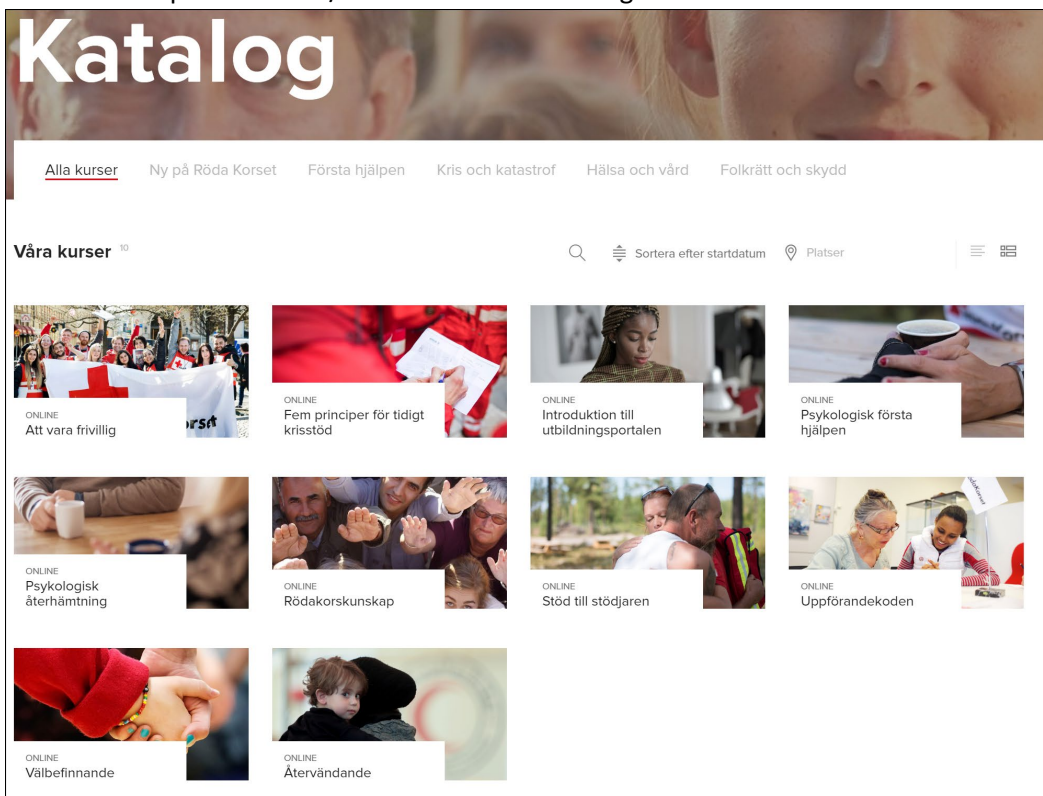 Katalog
Alla kurser Ny på Röda Korset Första hjälpen Kris och katastrof Hälsa och vård Folkrätt och skydd
Våra kurser 10
Sortera efter startdatum Platser
ONLINE
Att vara frivillig
ONLINE
Fem principer för tidigt
krisstöd
ONLINE
Introduktion till
utbildningsportalen
ONLINE
Psykologisk första
hjälpen
ONLINE
Psykologisk
återhämtning
ONLINE
Rödakorskunskap
ONLINE
Stöd till stödjaren
ONLINE
Uppförandekoden
ONLINE
Välbefinnande
ONLINE
Återvändande